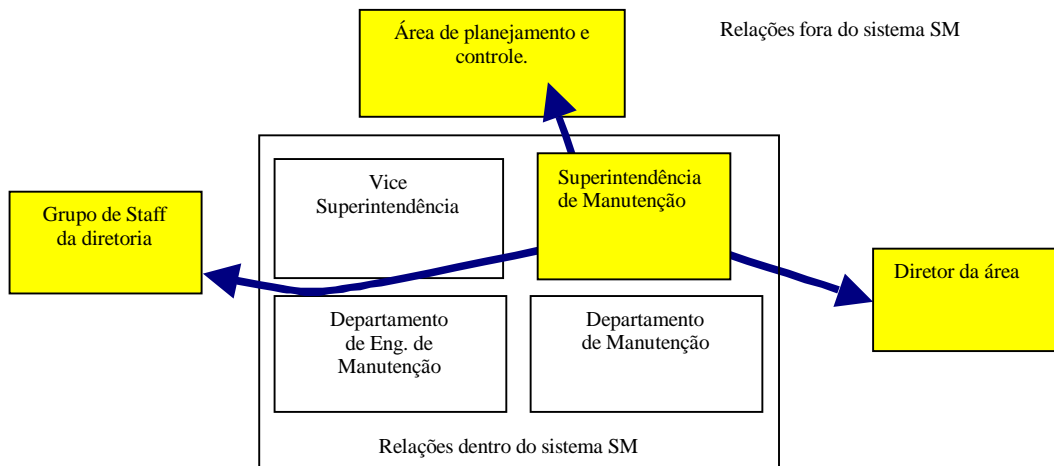 Área de planejamento e
controle.
Relações fora do sistema SM
Vice
Superintendência
Superintendência
de Manutenção
Grupo de Staff
da diretoria
Diretor da área
Departamento
de Eng. de
Manutenção
Departamento
de Manutenção
Relações dentro do sistema SM